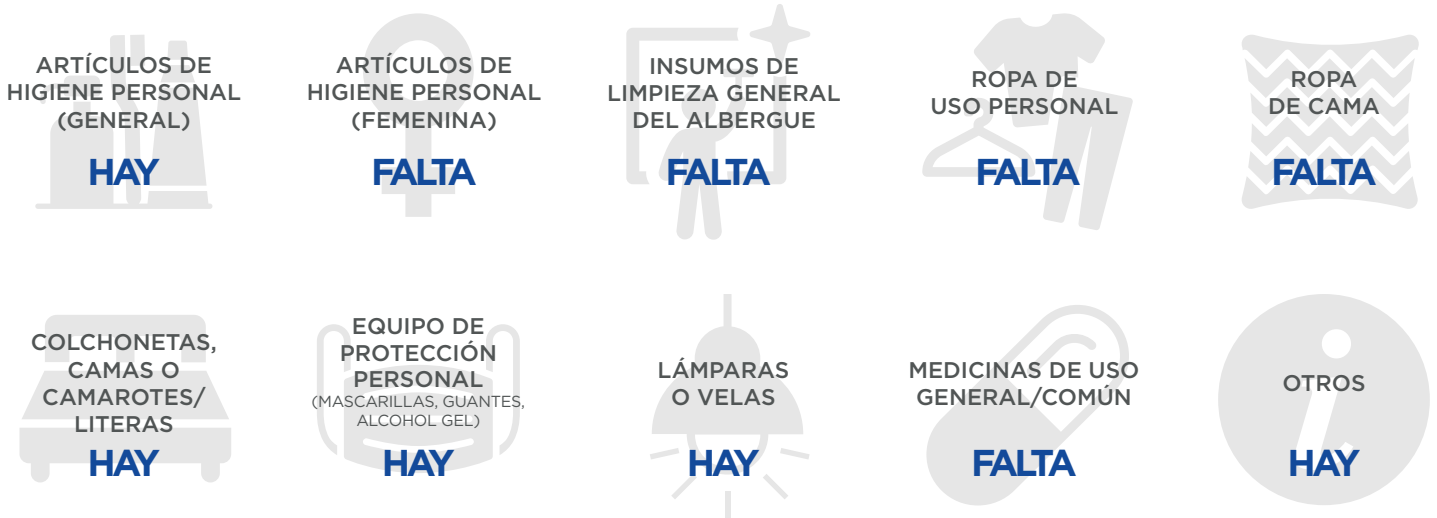 ARTÍCULOS DE
HIGIENE PERSONAL
(GENERAL)
HAY
ARTÍCULOS DE
HIGIENE PERSONAL
(FEMENINA)
FALTA
INSUMOS DE
LIMPIEZA GENERAL
DEL ALBERGUE
FALTA
ROPA DE
USO PERSONAL
FALTA
ROPA
DE CAMA
FALTA
COLCHONETAS,
CAMAS O
CAMAROTES/
LITERAS
HAY
EQUIPO DE
PROTECCIÓN
PERSONAL
(MASCARILLAS, GUANTES,
ALCOHOL GEL)
HAY
LÁMPARAS
O VELAS
HAY
MEDICINAS DE USO
GENERAL/COMÚN
FALTA
OTROS
HAY